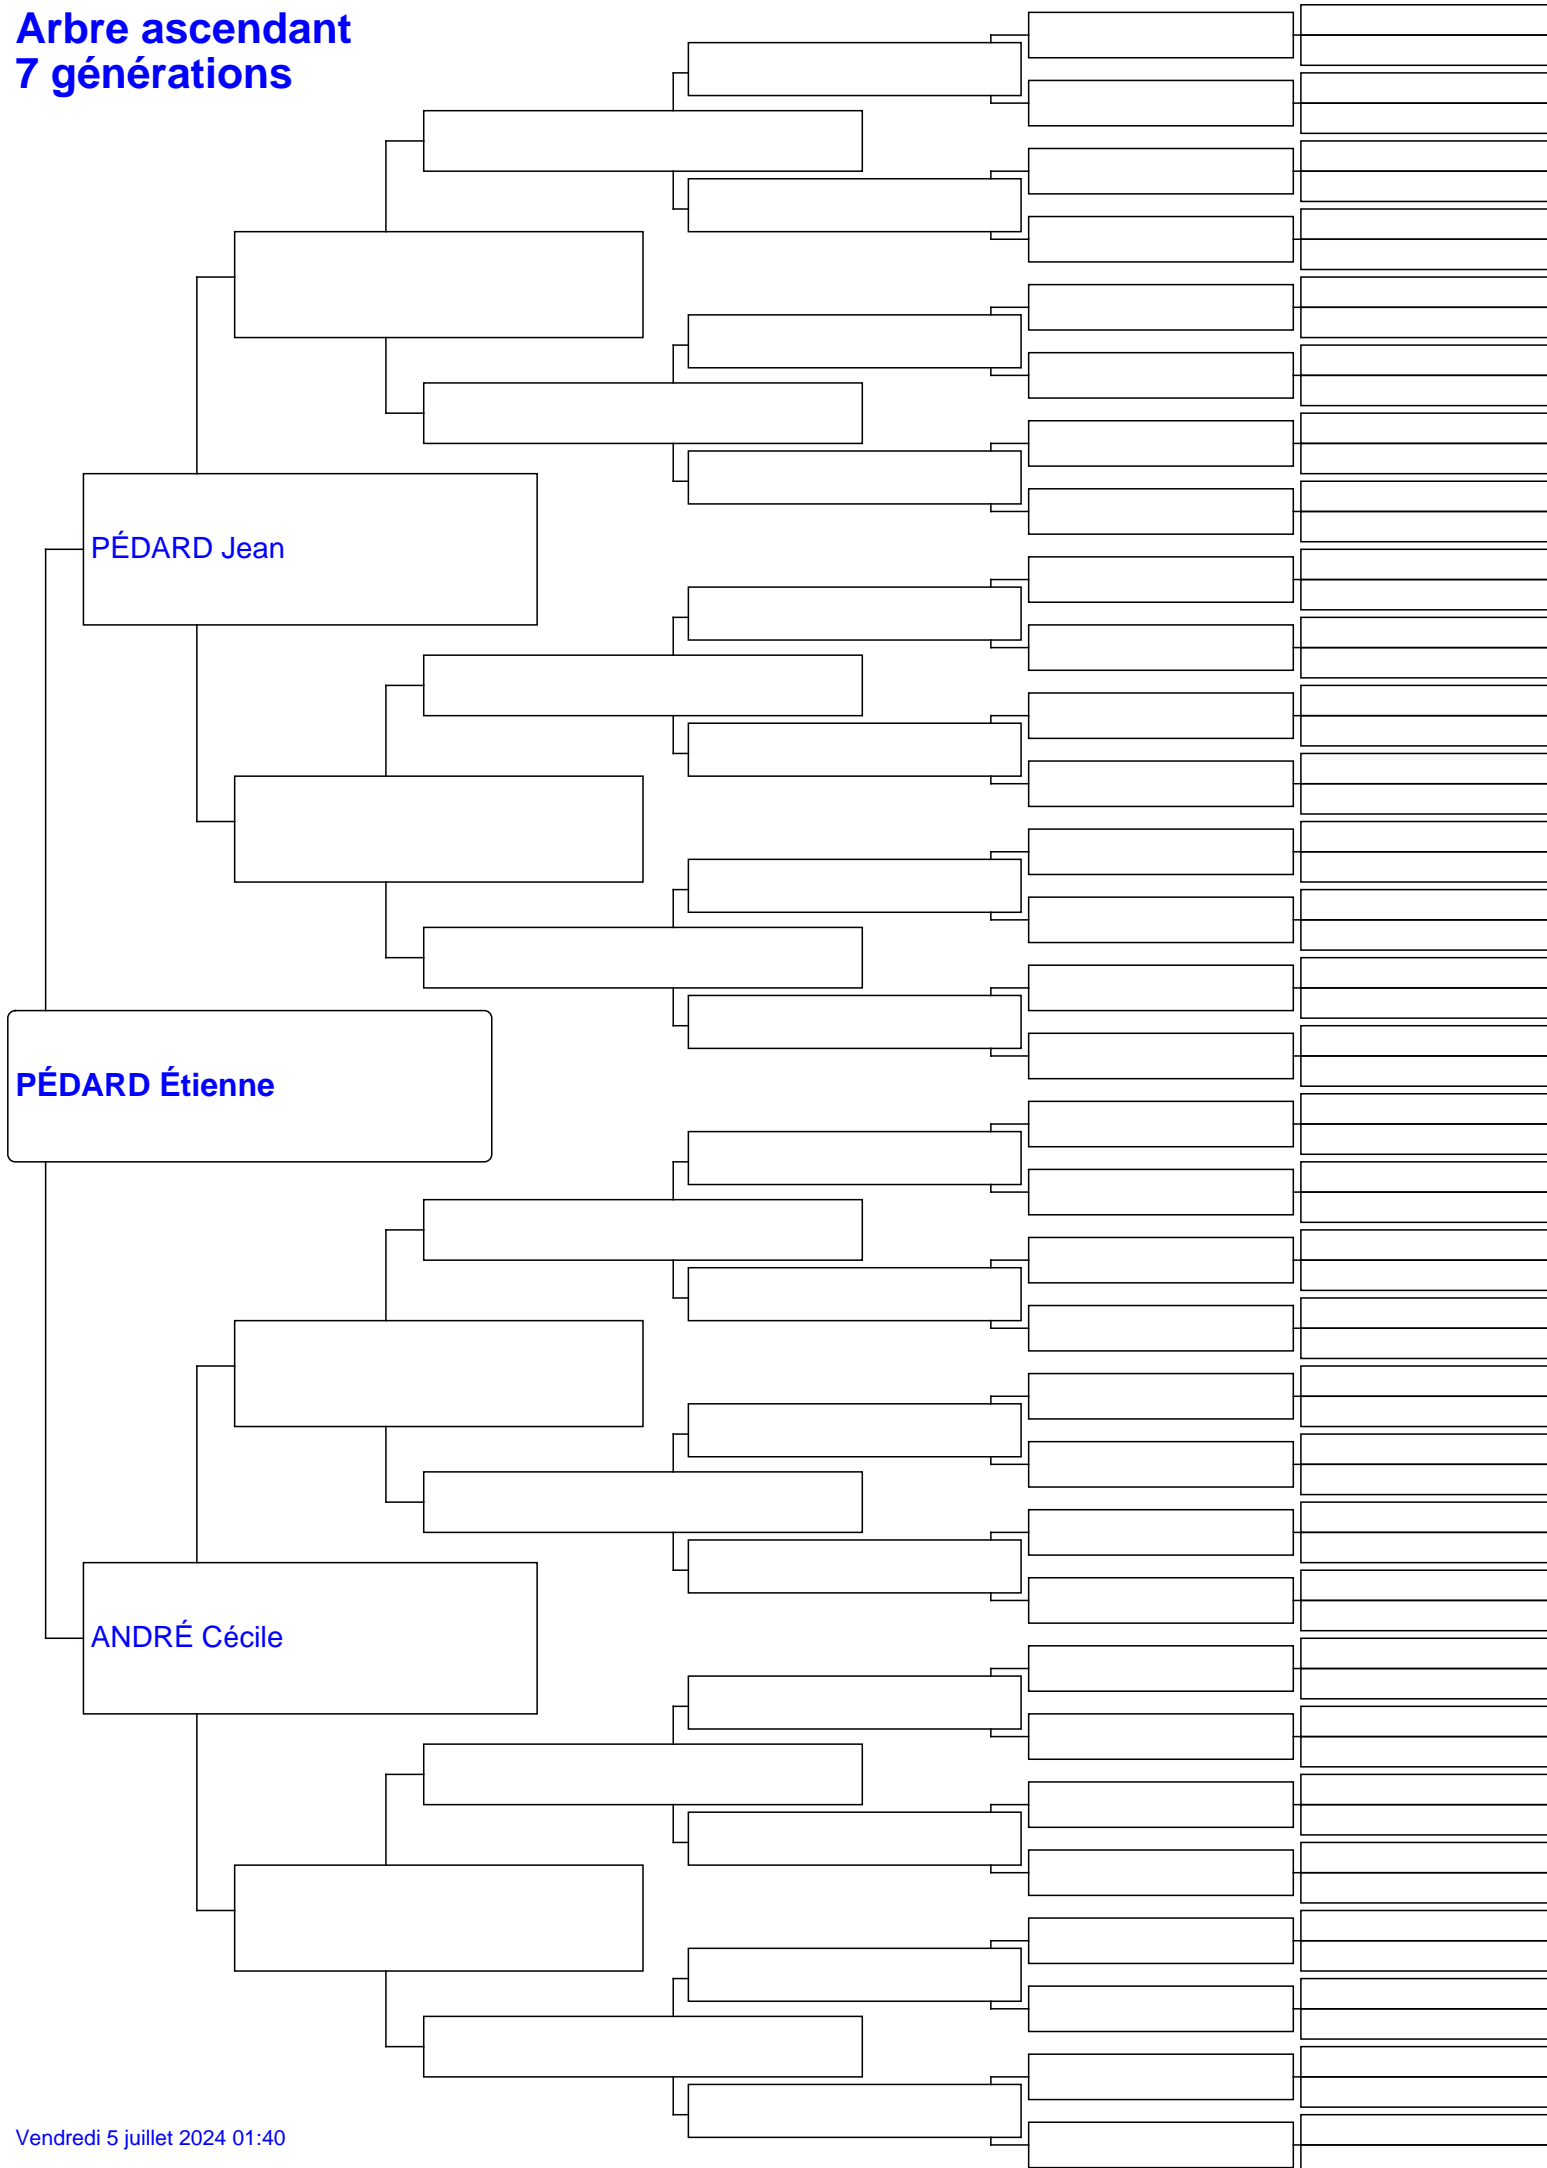 Arbre ascendant
7 générations
PÉDARD Jean
PÉDARD Étienne
ANDRÉ Cécile
Vendredi 5 juillet 2024 01:40